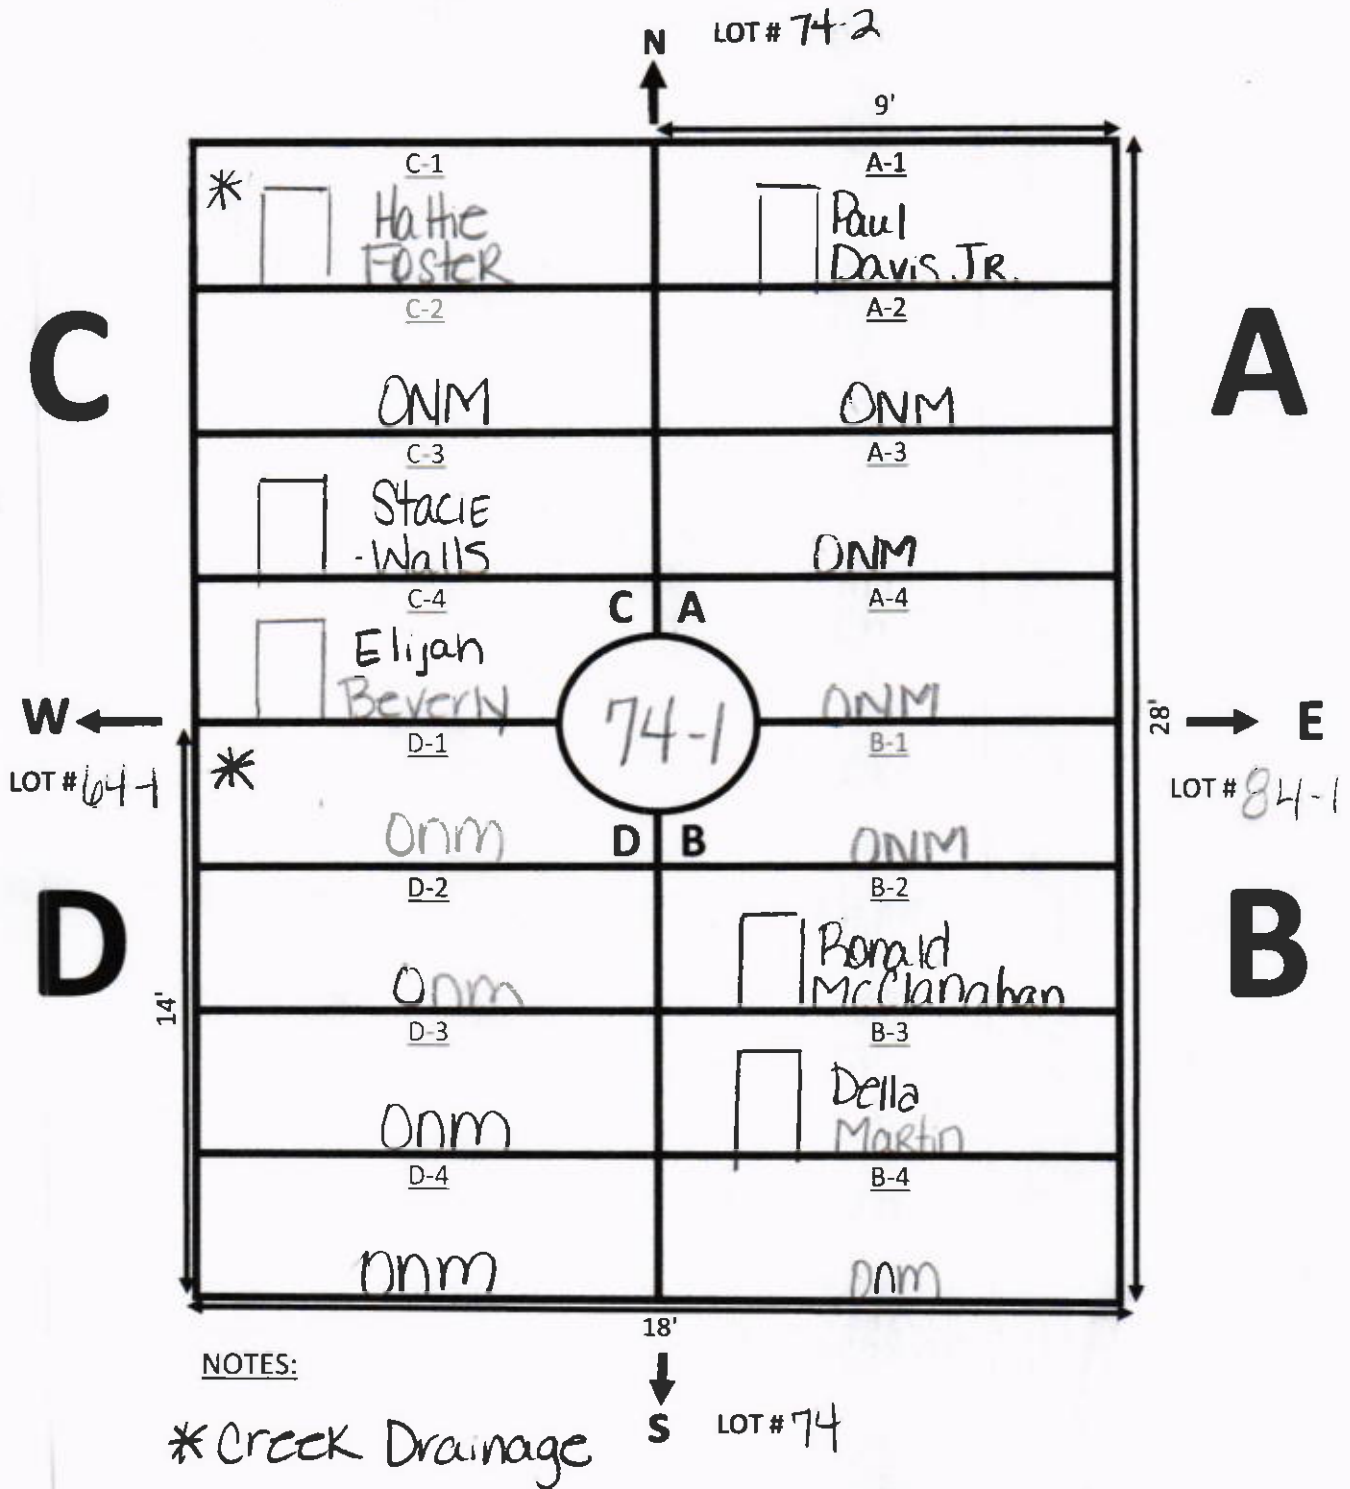 N LOT # 74-2
9'
C-1 A-1
* Hattie
Foster
Paul
Davis JR.
C A
C-2 A-2
ONM ONM
C-3 A-3
Stacie
-Walls
ONM
C-4 C A A-4
Elijah
Beverly
ONM
W 74-1 28' E
LOT # 64-1 LOT # 84-1
D-1 B-1
*
Onm D B ONM
D B
D-2 B-2
Onm
Ronald
McClanahan
14'
D-3 B-3
Onm
Della
Martin
D-4 B-4
Onm Onm
18'
NOTES:
* Creek Drainage
S LOT # 74